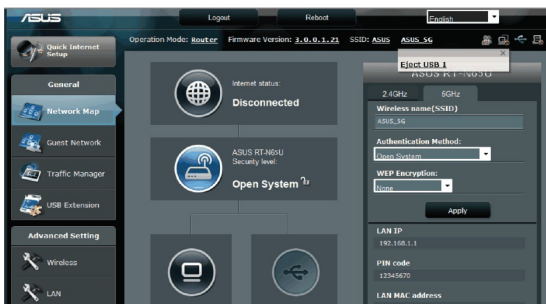 ASUS
Logout
Reboot
English
Quick Internet
Setup
Operation Mode: Router Firmware Version: 3.0.0.1.21 SSID: ASUS ASUS_5G
Eject USB 1
General
Network Map
Guest Network
Traffic Manager
USB Extension
Advanced Setting
Wireless
LAN
Internet status:
Disconnected
ASUS RT-N65U
Security level:
Open System
ASUS RT-N65U
2.4GHz
5GHz
Wireless name(SSID)
ASUS_5G
Authentication Method:
Open System
WEP Encryption:
None
Apply
LAN IP
192.168.1.1
PIN code
12345670
LAN MAC address